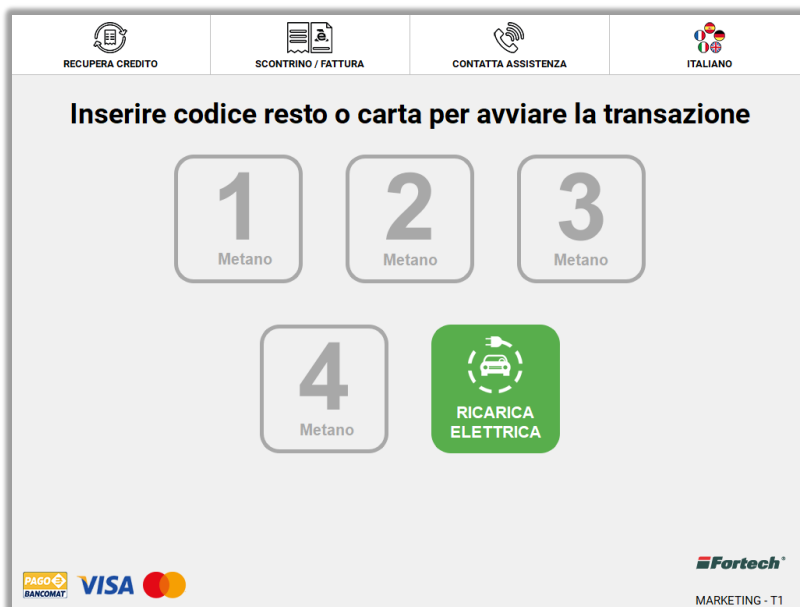 RECUPERA CREDITO
SCONTRINO / FATTURA
CONTATTA ASSISTENZA
ITALIANO
Inserire codice resto o carta per avviare la transazione
1
Metano
2
Metano
3
Metano
4
Metano
RICARICA
ELETTRICA
PAGO
BANCOMAT
VISA
Fortech
MARKETING - T1